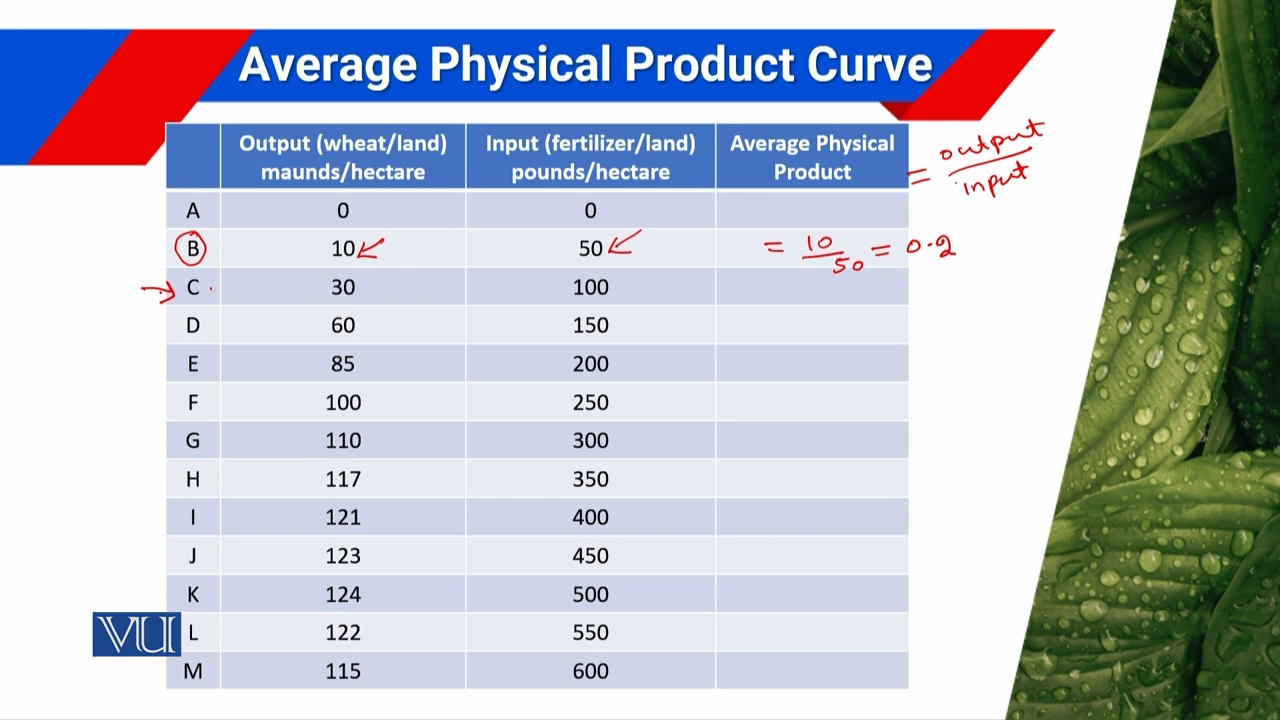 Average Physical Product Curve
Output (wheat/land) maunds/hectare Input (fertilizer/land) pounds/hectare Average Physical Product = output/input
A 0 0
B 10 50 = 10/50 = 0.2
C 30 100
D 60 150
E 85 200
F 100 250
G 110 300
H 117 350
I 121 400
J 123 450
K 124 500
L 122 550
M 115 600
VU